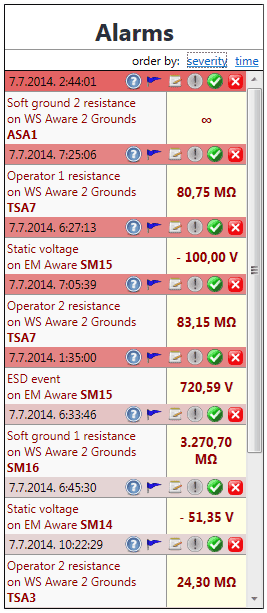 Alarms
order by: severity time
7.7.2014. 2:44:01
Soft ground 2 resistance
on WS Aware 2 Grounds
ASA1
∞
7.7.2014. 7:25:06
Operator 1 resistance
on WS Aware 2 Grounds
TSA7
80,75 MΩ
7.7.2014. 6:27:13
Static voltage
on EM Aware SM15
- 100,00 V
7.7.2014. 7:05:39
Operator 2 resistance
on WS Aware 2 Grounds
TSA7
83,15 MΩ
7.7.2014. 1:35:00
ESD event
on EM Aware SM15
720,59 V
7.7.2014. 6:33:46
Soft ground 1 resistance
on WS Aware 2 Grounds
SM16
3.270,70
MΩ
7.7.2014. 6:45:30
Static voltage
on EM Aware SM14
- 51,35 V
7.7.2014. 10:22:29
Operator 2 resistance
on WS Aware 2 Grounds
TSA3
24,30 MΩ